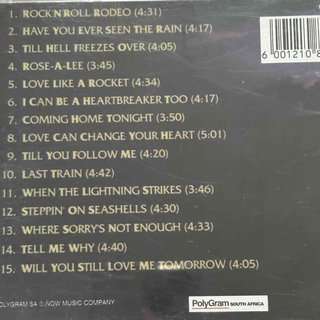 1. ROCK'N'ROLL RODEO (4:31)
2. HAVE YOU EVER SEEN THE RAIN (4:17)
3. TILL HELL FREEZES OVER (4:05)
4. ROSE-A-LEE (3:45)
5. LOVE LIKE A ROCKET (4:34)
6. I CAN BE A HEARTBREAKER TOO (4:17)
7. COMING HOME TONIGHT (3:50)
8. LOVE CAN CHANGE YOUR HEART (5:01)
9. TILL YOU FOLLOW ME (4:20)
10. LAST TRAIN (4:42)
11. WHEN THE LIGHTNING STRIKES (3:46)
12. STEPPIN' ON SEASHELLS (4:30)
13. WHERE SORRY'S NOT ENOUGH (4:33)
14. TELL ME WHY (4:40)
15. WILL YOU STILL LOVE ME TOMORROW (4:05)
6 001210 8
OLYGRAM SA © NOW MUSIC COMPANY
PolyGram SOUTH AFRICA